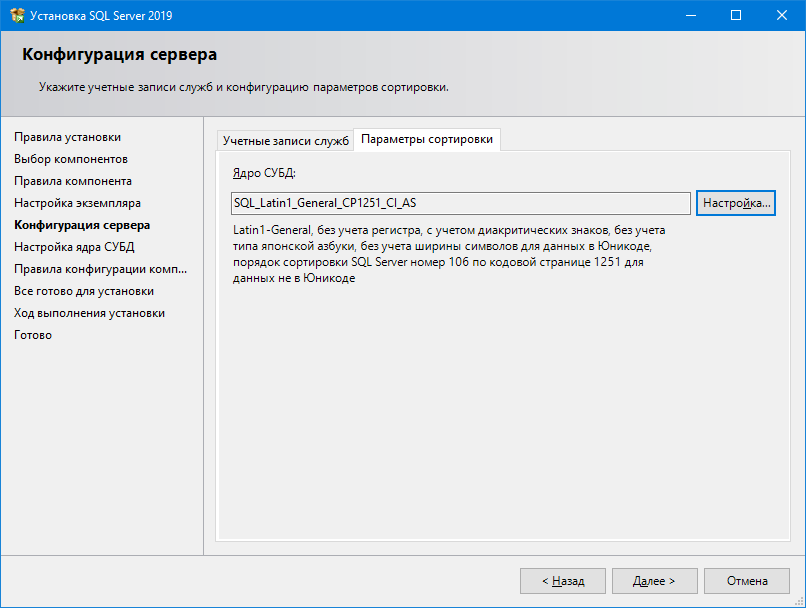 Установка SQL Server 2019
Конфигурация сервера
Укажите учетные записи служб и конфигурацию параметров сортировки.
Правила установки
Выбор компонентов
Правила компонента
Настройка экземпляра
Конфигурация сервера
Настройка ядра СУБД
Правила конфигурации комп...
Все готово для установки
Ход выполнения установки
Готово
Учетные записи служб
Параметры сортировки
Ядро СУБД:
SQL_Latin1_General_CP1251_CI_AS
Настройка...
Latin1-General, без учета регистра, с учетом диакритических знаков, без учета
типа японской азбуки, без учета ширины символов для данных в Юникоде,
порядок сортировки SQL Server номер 106 по кодовой странице 1251 для
данных не в Юникоде
< Назад
Далее >
Отмена